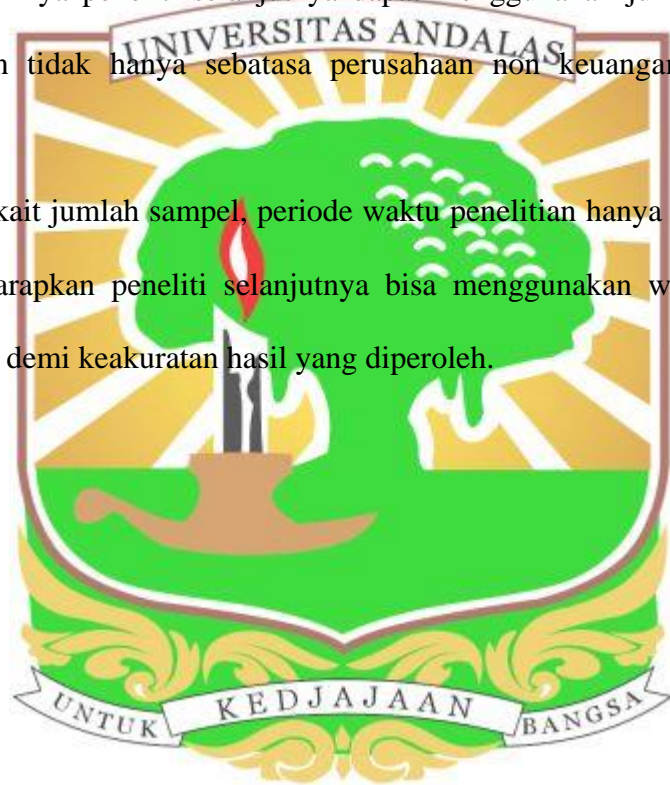 UNIVERSITAS ANDALAS
n tidak hanya sebatasa perusahaan non keuangan
kait jumlah sampel, periode waktu penelitian hanya
arapkan peneliti selanjutnya bisa menggunakan w
demi keakuratan hasil yang diperoleh.
UNTUK KEDJAJAAN BANGSA